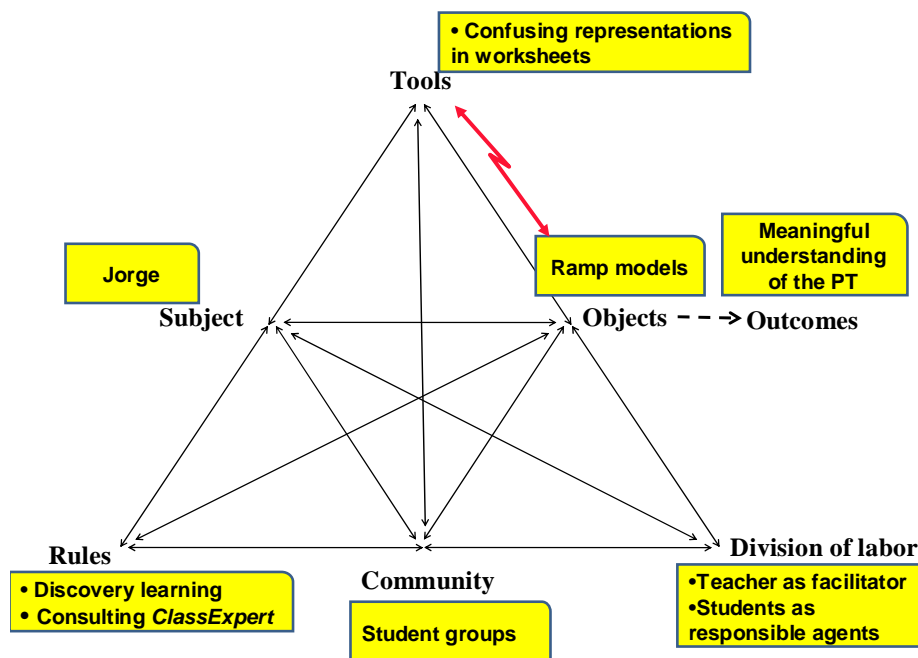 • Confusing representations
in worksheets
Tools
Jorge
Ramp models
Meaningful
understanding
of the PT
Subject
Objects
Outcomes
Rules
Community
Division of labor
• Discovery learning
• Consulting ClassExpert
Student groups
•Teacher as facilitator
•Students as
responsible agents